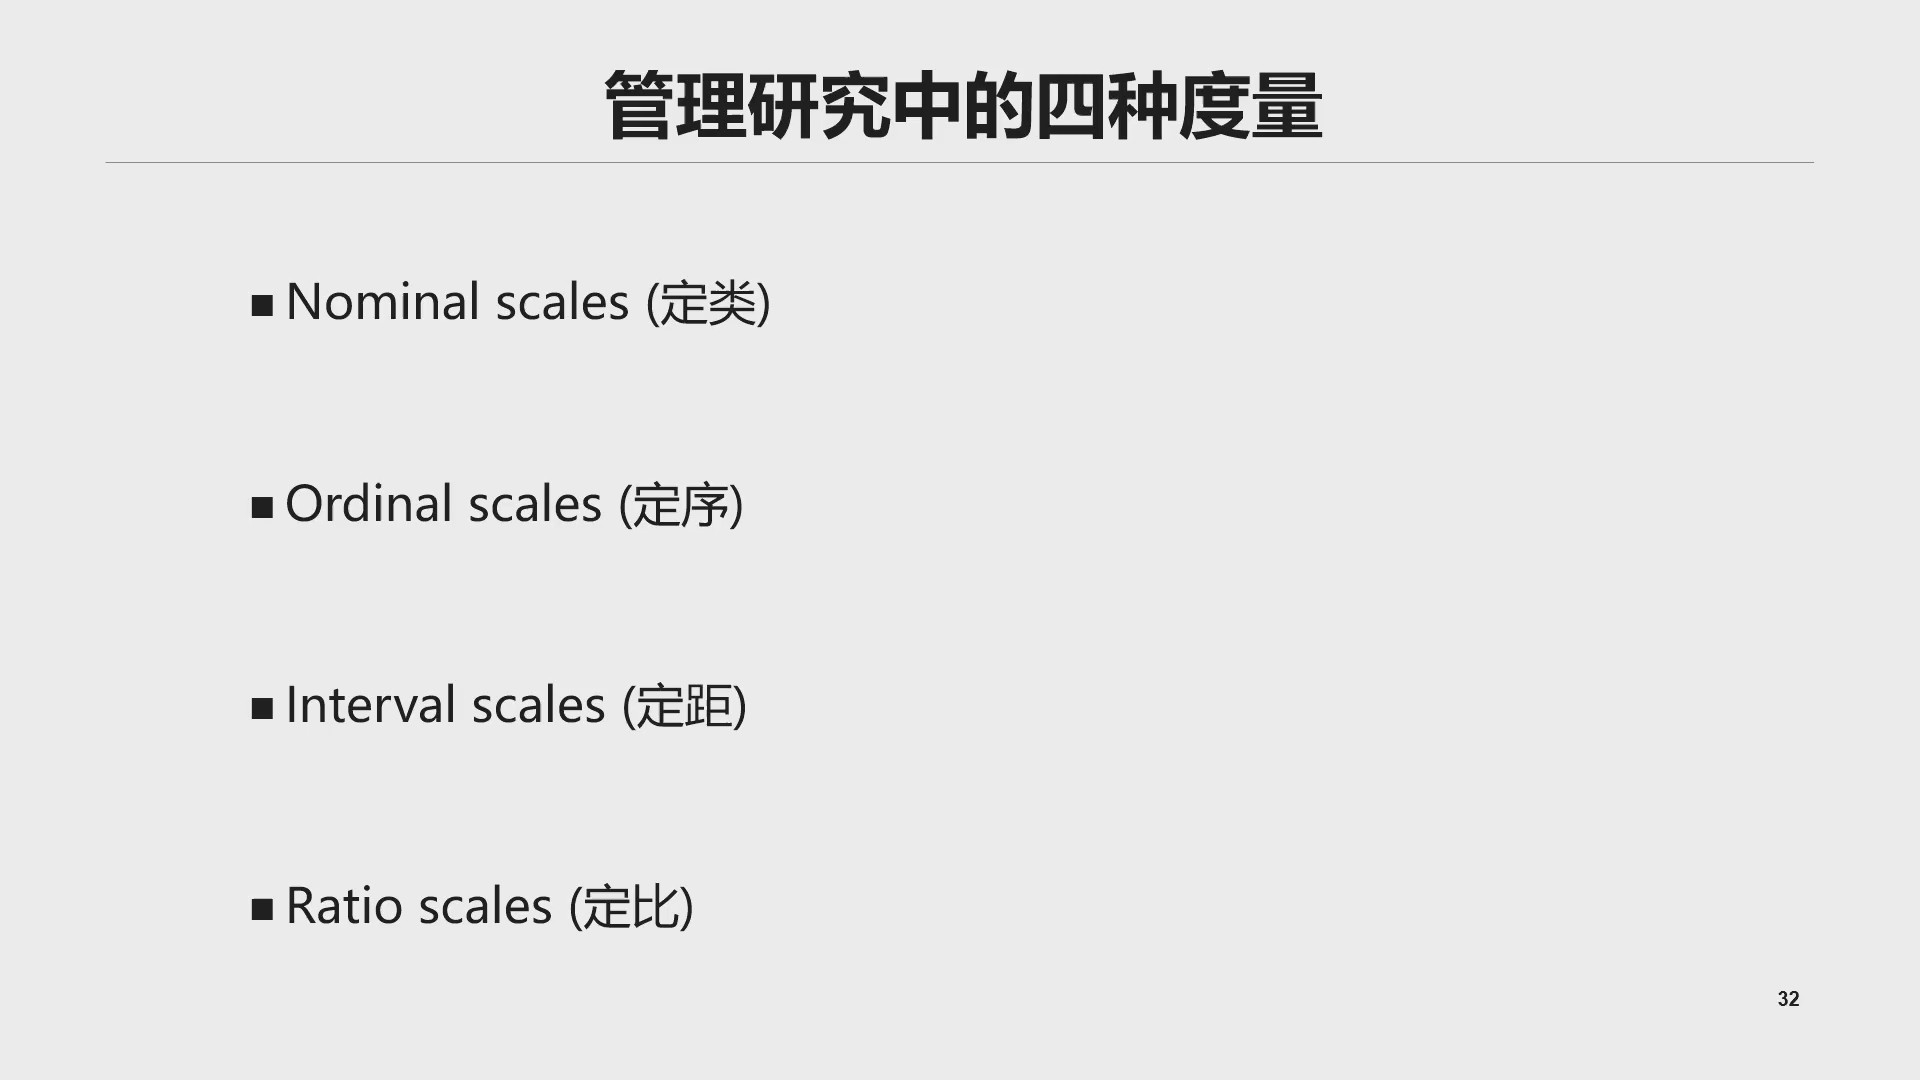 管理研究中的四种度量
■ Nominal scales (定类)
■ Ordinal scales (定序)
■ Interval scales (定距)
■ Ratio scales (定比)
32